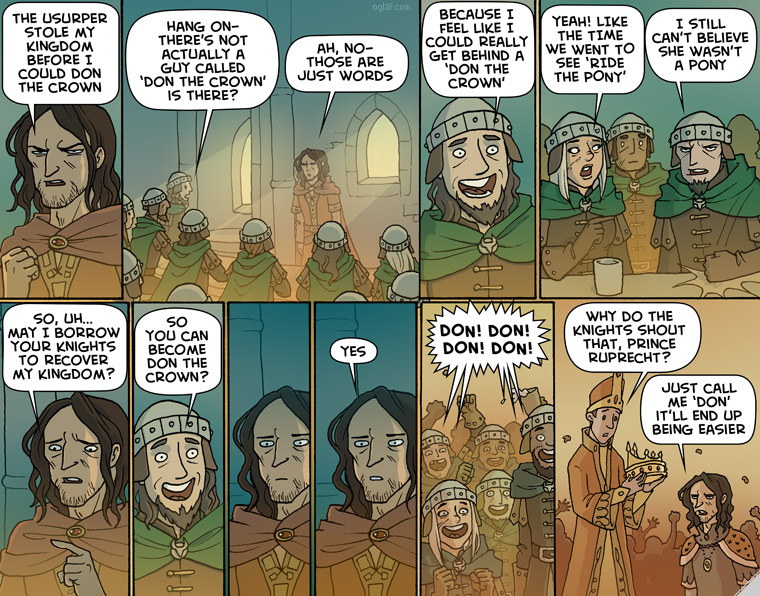 THE USURPER
STOLE MY
KINGDOM
BEFORE I
COULD DON
THE CROWN
HANG ON-
THERE'S NOT
ACTUALLY A
GUY CALLED
'DON THE CROWN'
IS THERE?
AH, NO-
THOSE ARE
JUST WORDS
oglaf.com
BECAUSE I
FEEL LIKE I
COULD REALLY
GET BEHIND A
'DON THE
CROWN'
YEAH! LIKE
THE TIME
WE WENT TO
SEE 'RIDE
THE PONY'
I STILL
CAN'T BELIEVE
SHE WASN'T
A PONY
SO, UH...
MAY I BORROW
YOUR KNIGHTS
TO RECOVER
MY KINGDOM?
SO
YOU CAN
BECOME
DON THE
CROWN?
YES
DON! DON!
DON! DON!
WHY DO THE
KNIGHTS SHOUT
THAT, PRINCE
RUPRECHT?
JUST CALL
ME 'DON'
IT'LL END UP
BEING EASIER